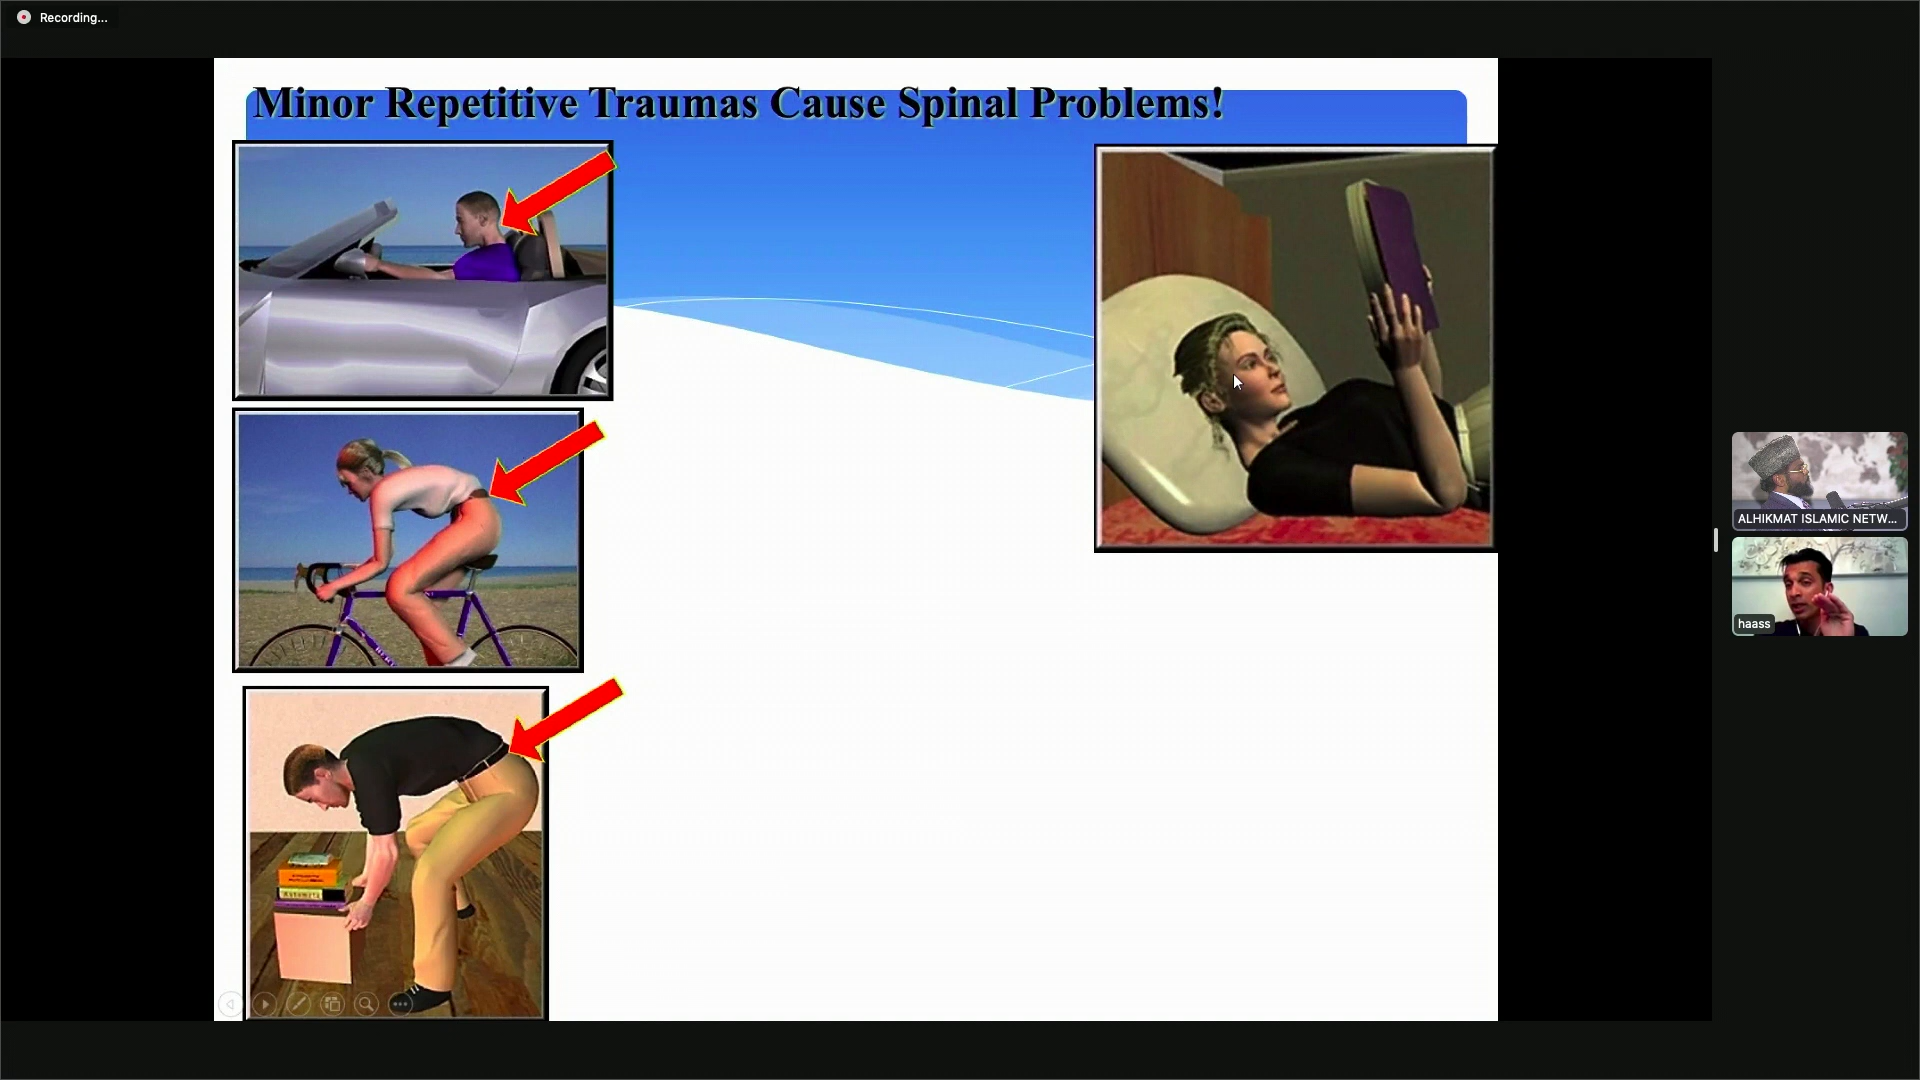 Recording...
Minor Repetitive Traumas Cause Spinal Problems!
ALHIKMAT ISLAMIC NETW...
haass